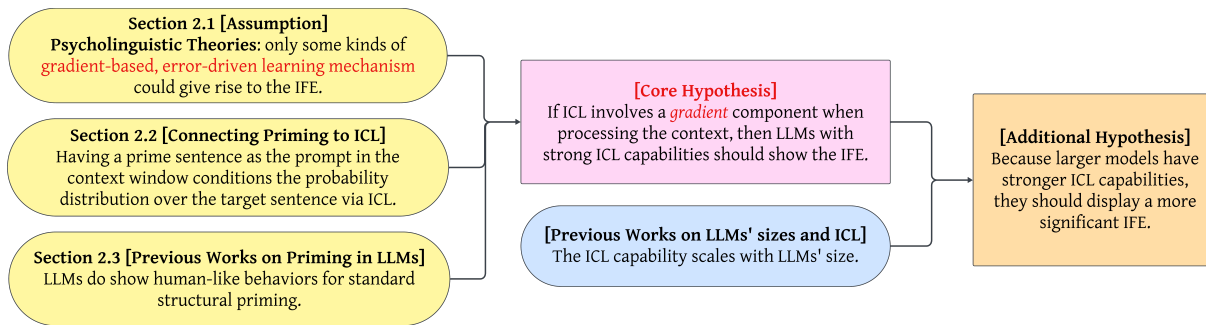 Section 2.1 [Assumption]
Psycholinguistic Theories: only some kinds of
gradient-based, error-driven learning mechanism
could give rise to the IFE.
Section 2.2 [Connecting Priming to ICL]
Having a prime sentence as the prompt in the
context window conditions the probability
distribution over the target sentence via ICL.
Section 2.3 [Previous Works on Priming in LLMs]
LLMs do show human-like behaviors for standard
structural priming.
[Core Hypothesis]
If ICL involves a gradient component when
processing the context, then LLMs with
strong ICL capabilities should show the IFE.
[Previous Works on LLMs' sizes and ICL]
The ICL capability scales with LLMs' size.
[Additional Hypothesis]
Because larger models have
stronger ICL capabilities,
they should display a more
significant IFE.